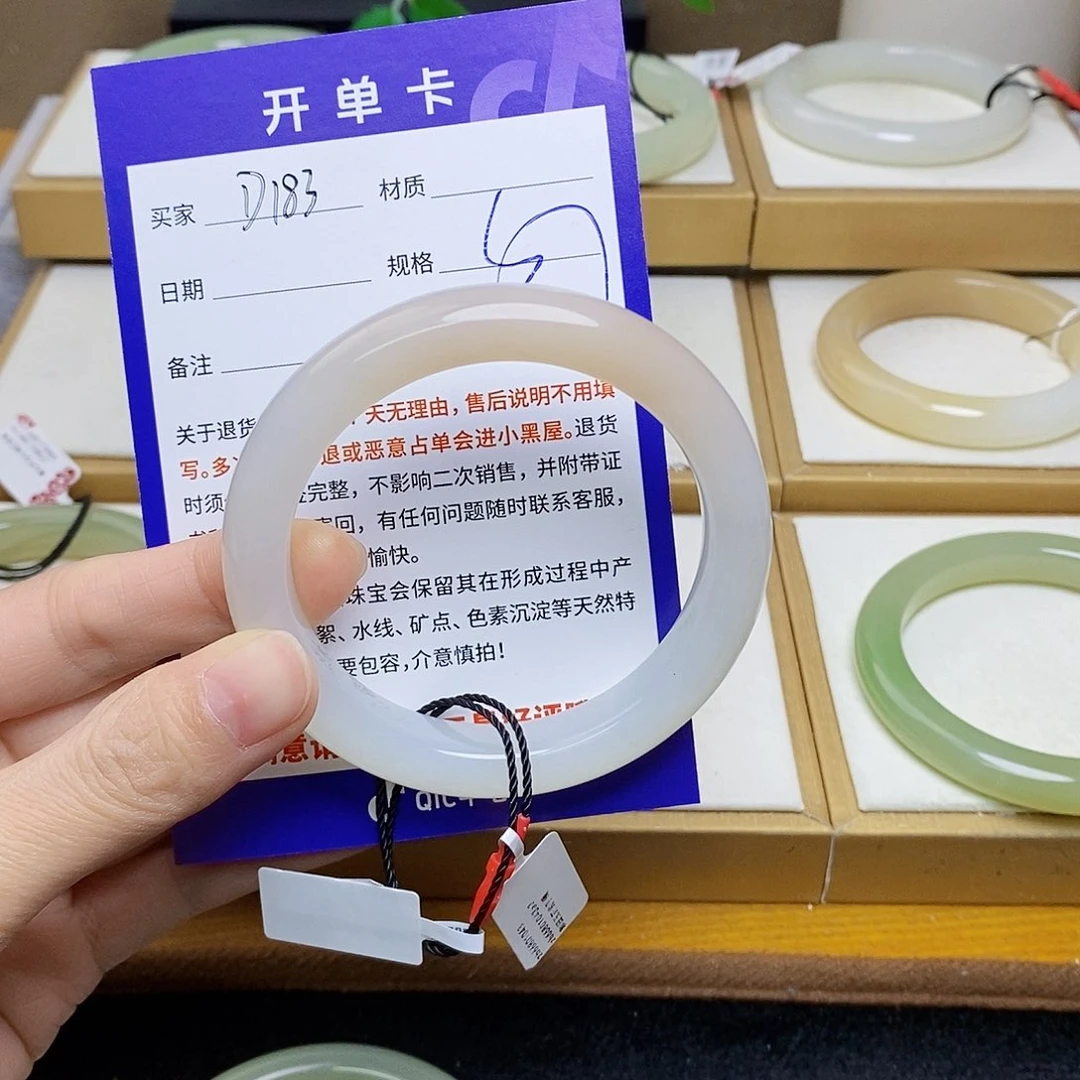 开单卡
买家 D183 材质
日期 规格
备注
关于退货 天无理由,售后说明不用填
写。多 退或恶意占单会进小黑屋。退货
时须 完整,不影响二次销售,并附带证
回,有任何问题随时联系客服,
愉快。
珠宝会保留其在形成过程中产
絮、水线、矿点、色素沉淀等天然特
要包容,介意慎拍!
好评
意
QIC